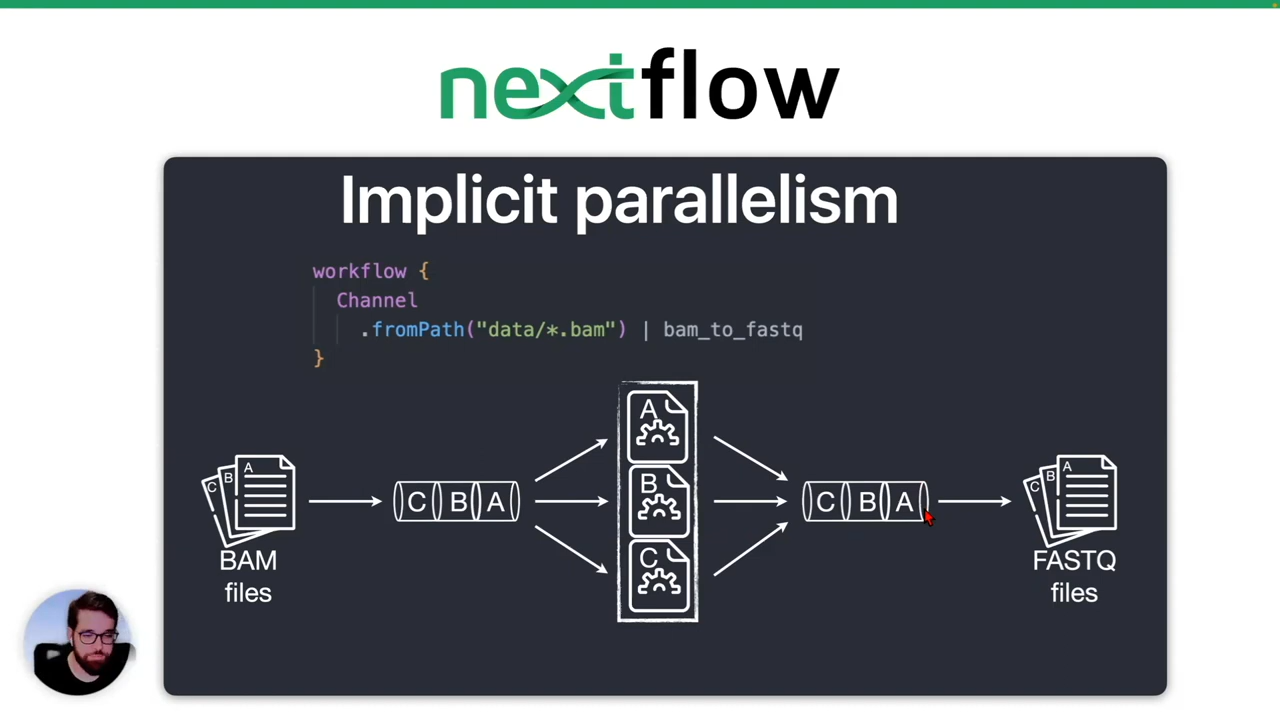 nextflow
Implicit parallelism
workflow {
Channel
.fromPath("data/*.bam") | bam_to_fastq
}
A
B
C
A
B
C
C B A
C B A
A
B
C
BAM
files
FASTQ
files